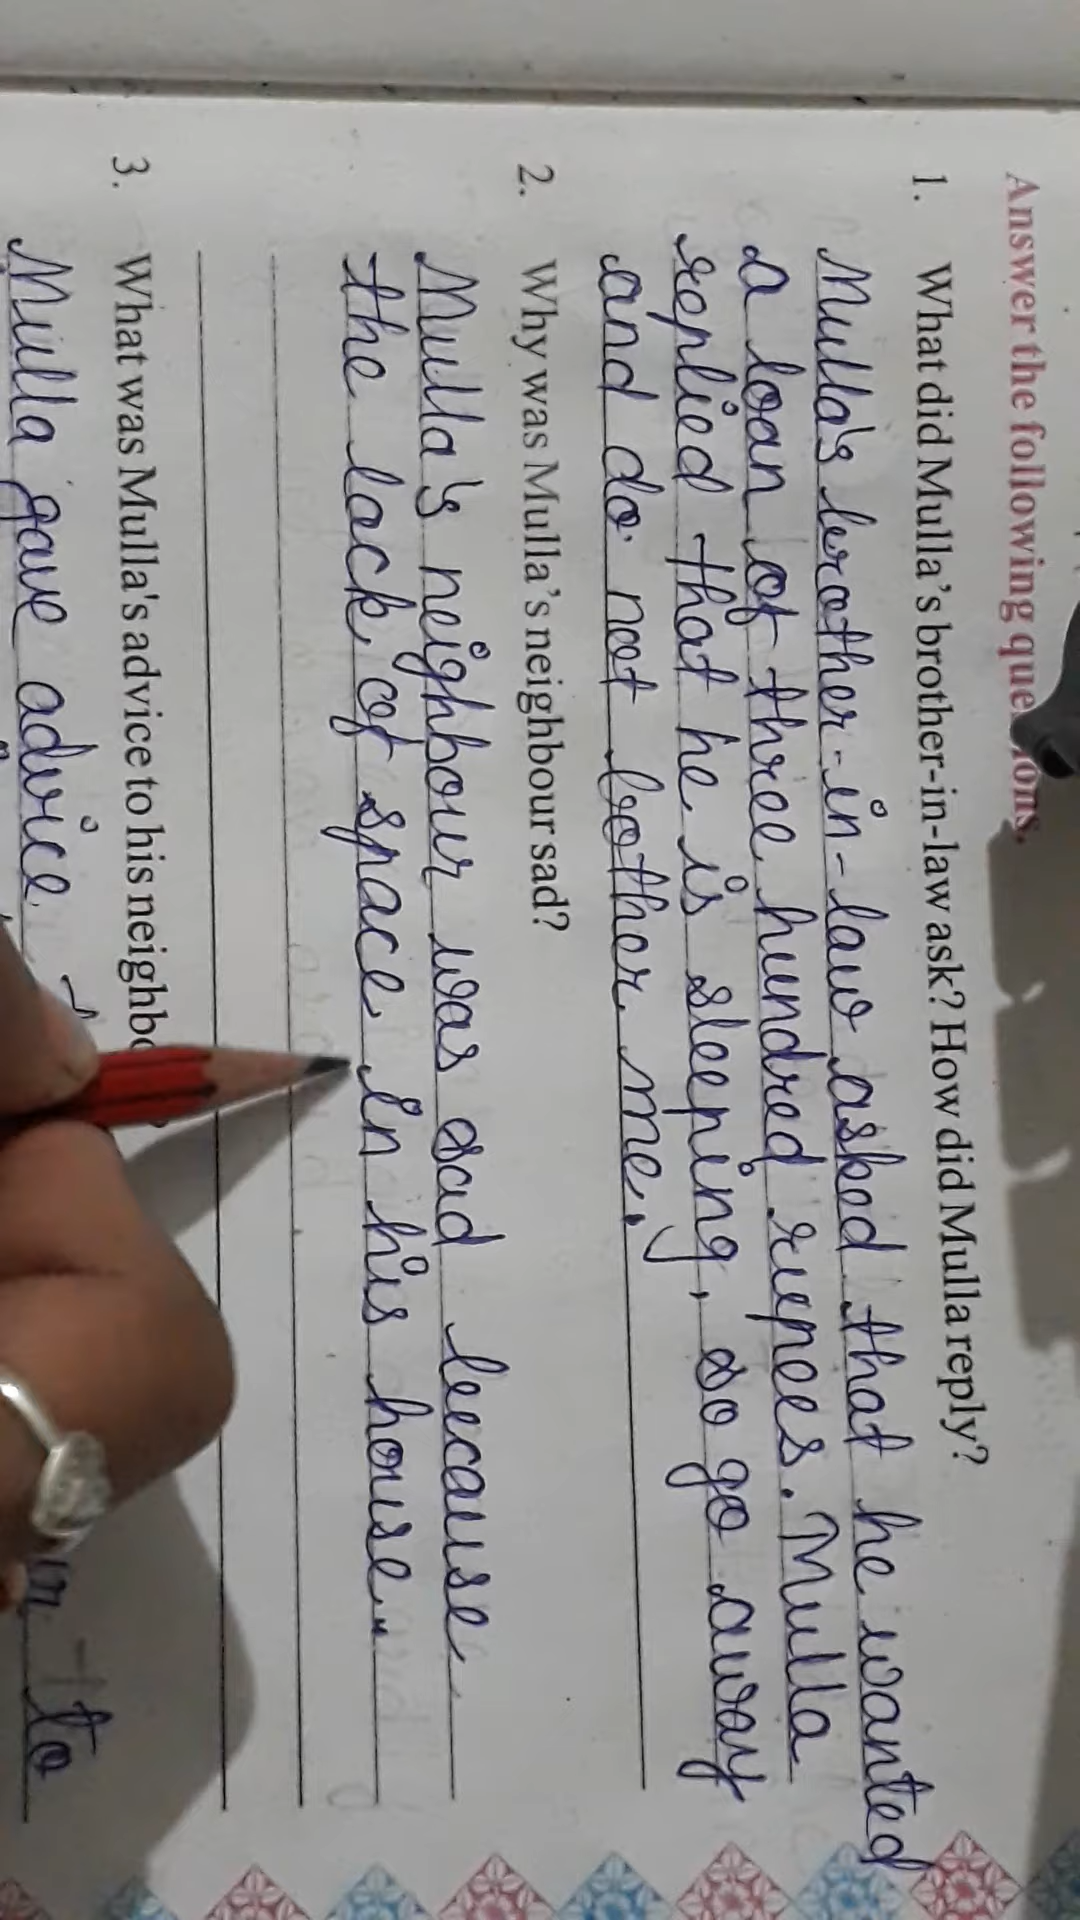 Answer the following questions.
1. What did Mulla's brother-in-law ask? How did Mulla reply?
Mulla's brother-in-law asked that he wanted
a loan of three hundred rupees. Mulla
replied that he is sleeping, so go away
and do not bother me.
2. Why was Mulla's neighbour sad?
Mulla's neighbour was sad because
the lack of space in his house.
3. What was Mulla's advice to his
Mulla gave advice to